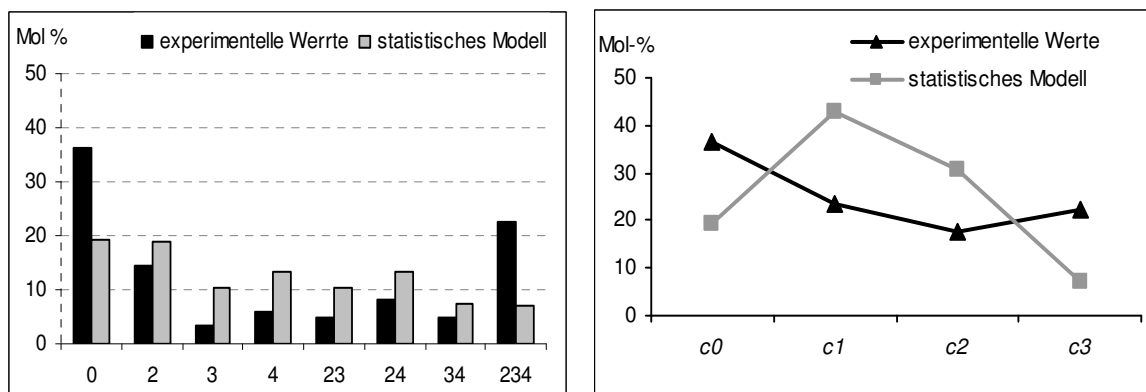 Mol %
experimentelle Werrte
statistisches Modell
50
40
30
20
10
0
0 2 3 4 23 24 34 234
Mol-%
experimentelle Werte
statistisches Modell
50
40
30
20
10
0
c0 c1 c2 c3